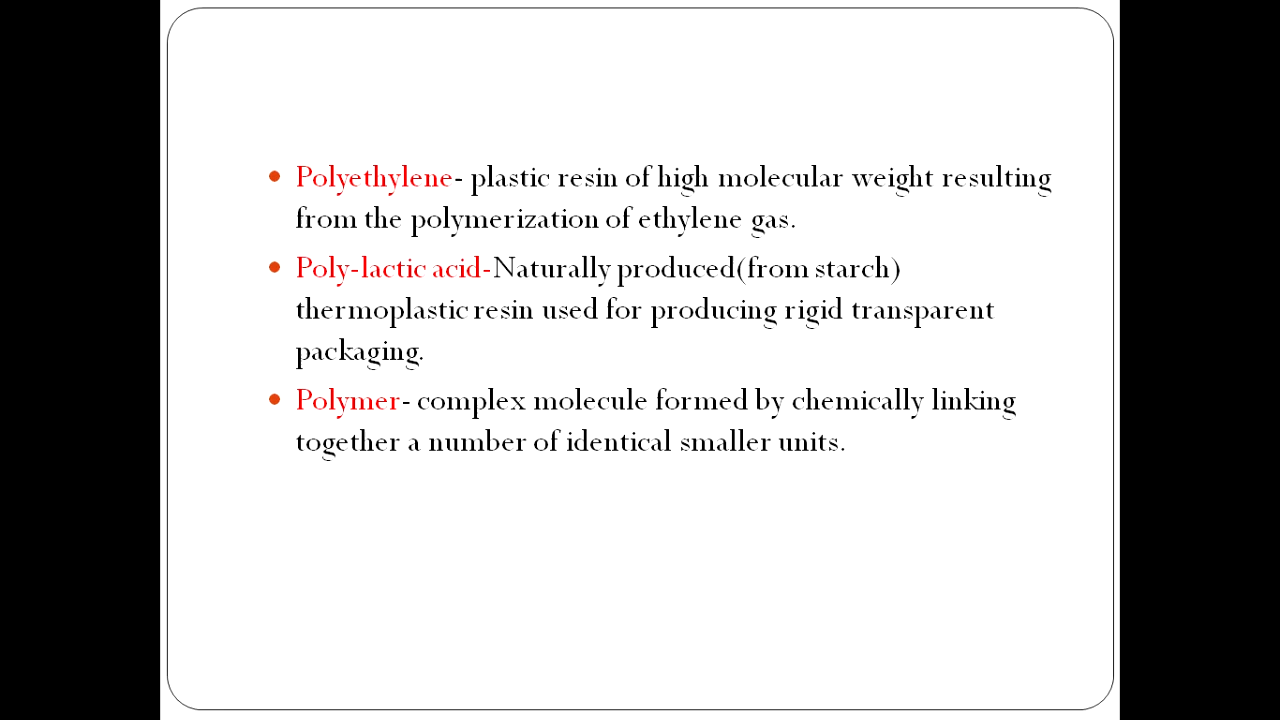 Polyethylene- plastic resin of high molecular weight resulting
from the polymerization of ethylene gas.
Poly-lactic acid-Naturally produced(from starch)
thermoplastic resin used for producing rigid transparent
packaging.
Polymer- complex molecule formed by chemically linking
together a number of identical smaller units.